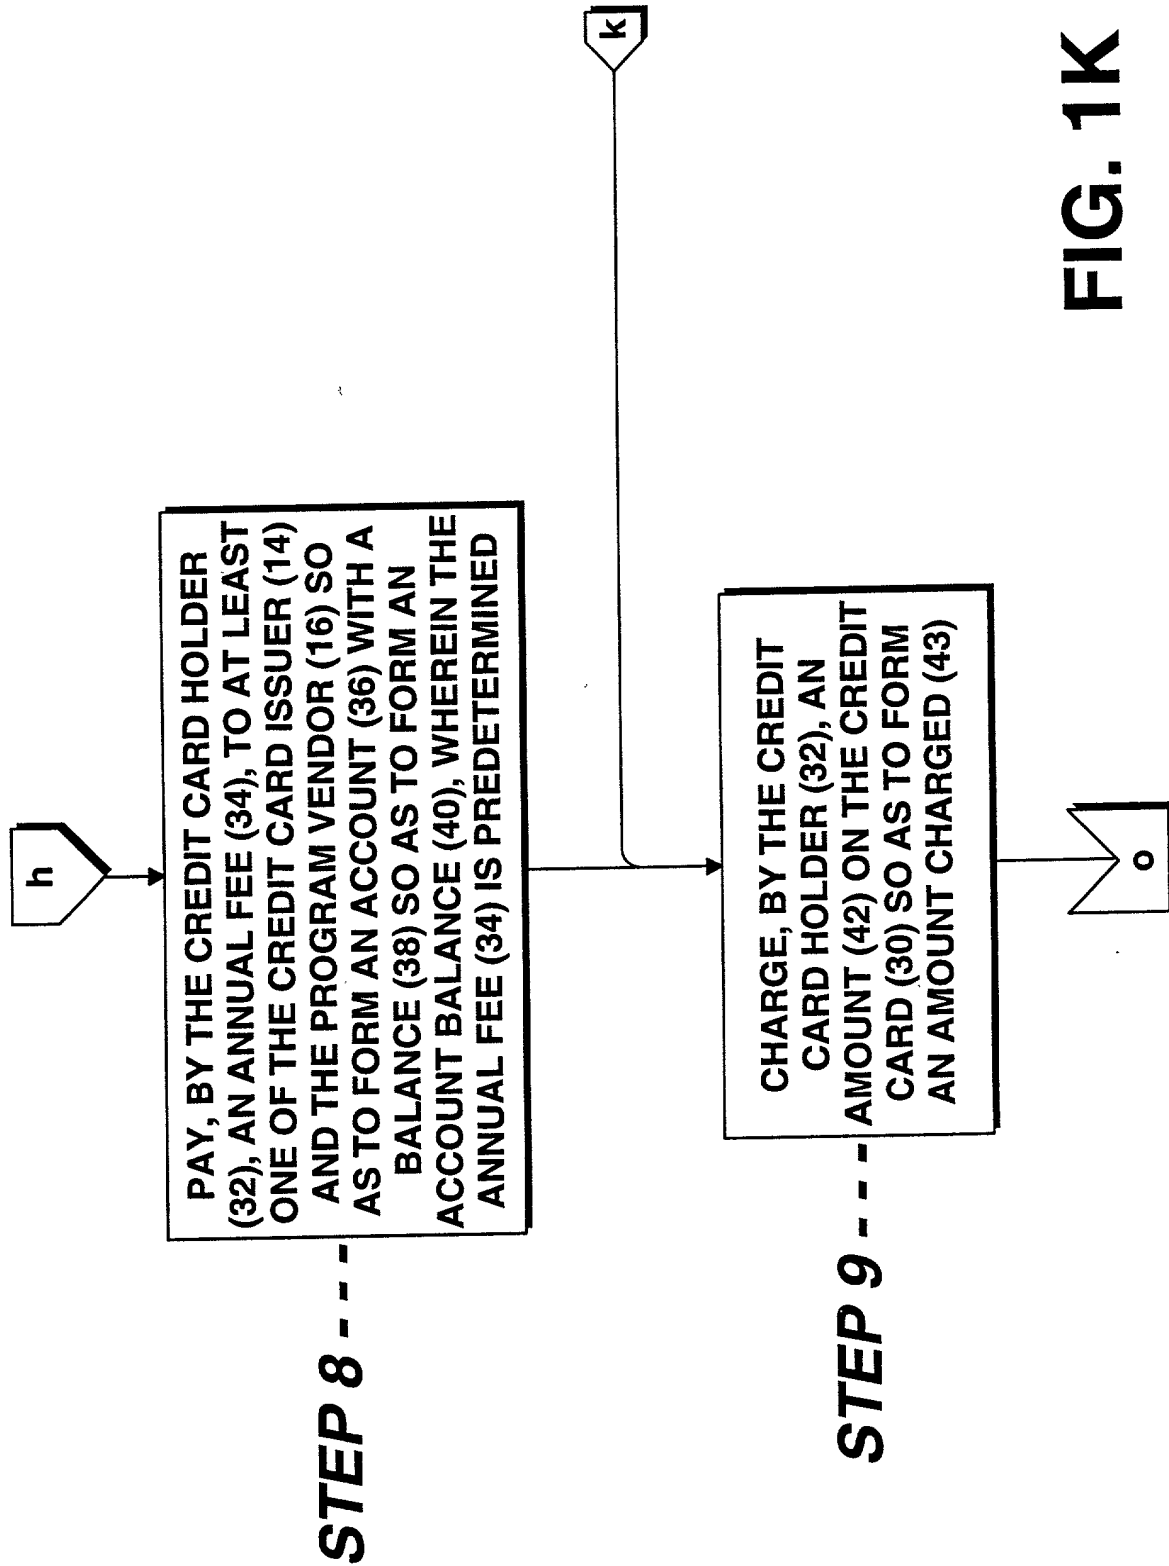 h
STEP 8 - - -
PAY, BY THE CREDIT CARD HOLDER
(32), AN ANNUAL FEE (34), TO AT LEAST
ONE OF THE CREDIT CARD ISSUER (14)
AND THE PROGRAM VENDOR (16) SO
AS TO FORM AN ACCOUNT (36) WITH A
BALANCE (38) SO AS TO FORM AN
ACCOUNT BALANCE (40), WHEREIN THE
ANNUAL FEE (34) IS PREDETERMINED
k
STEP 9 - - -
CHARGE, BY THE CREDIT
CARD HOLDER (32), AN
AMOUNT (42) ON THE CREDIT
CARD (30) SO AS TO FORM
AN AMOUNT CHARGED (43)
o
FIG. 1K